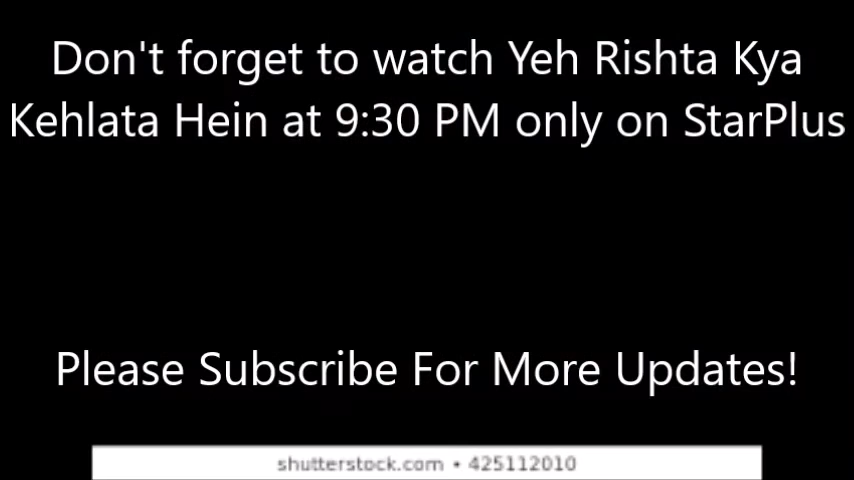 Don't forget to watch Yeh Rishta Kya
Kehlata Hein at 9:30 PM only on StarPlus
Please Subscribe For More Updates!
shutterstock.com • 425112010